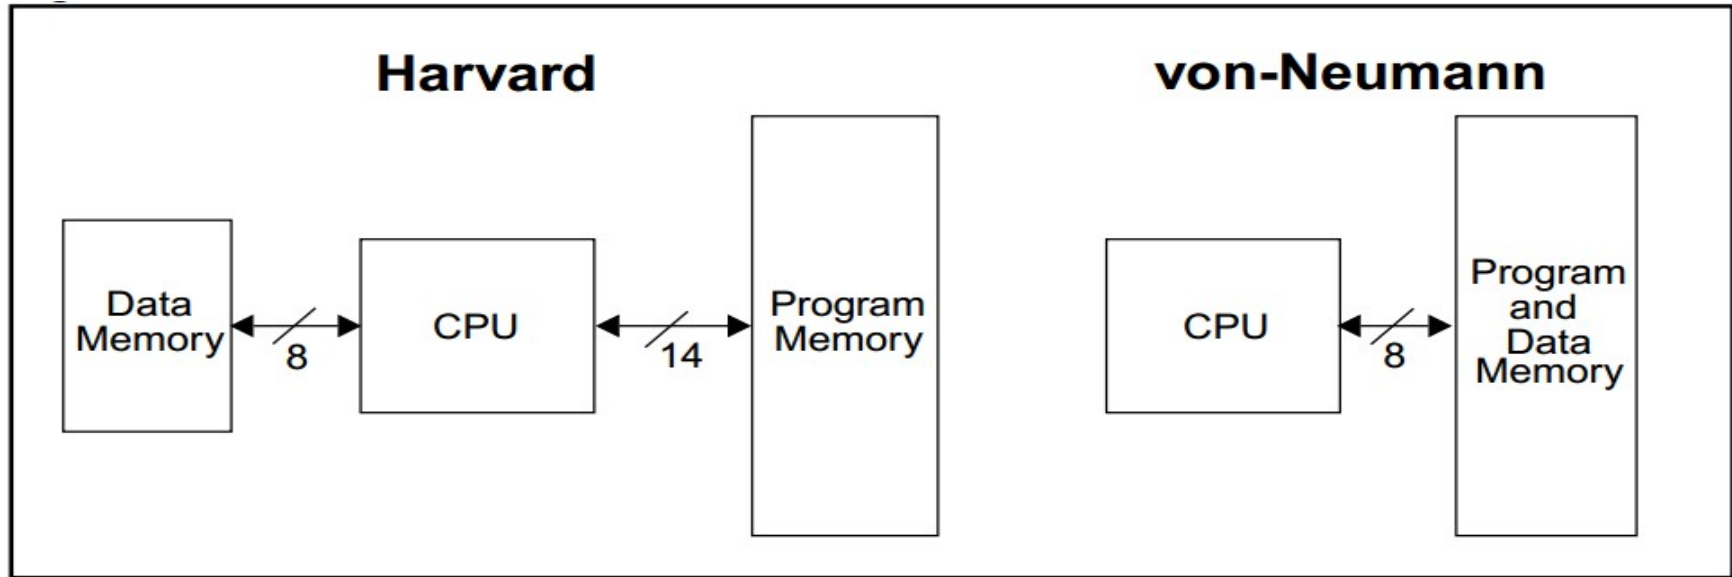 Harvard
von-Neumann
Data
Memory
8
CPU
14
Program
Memory
CPU
8
Program
and
Data
Memory